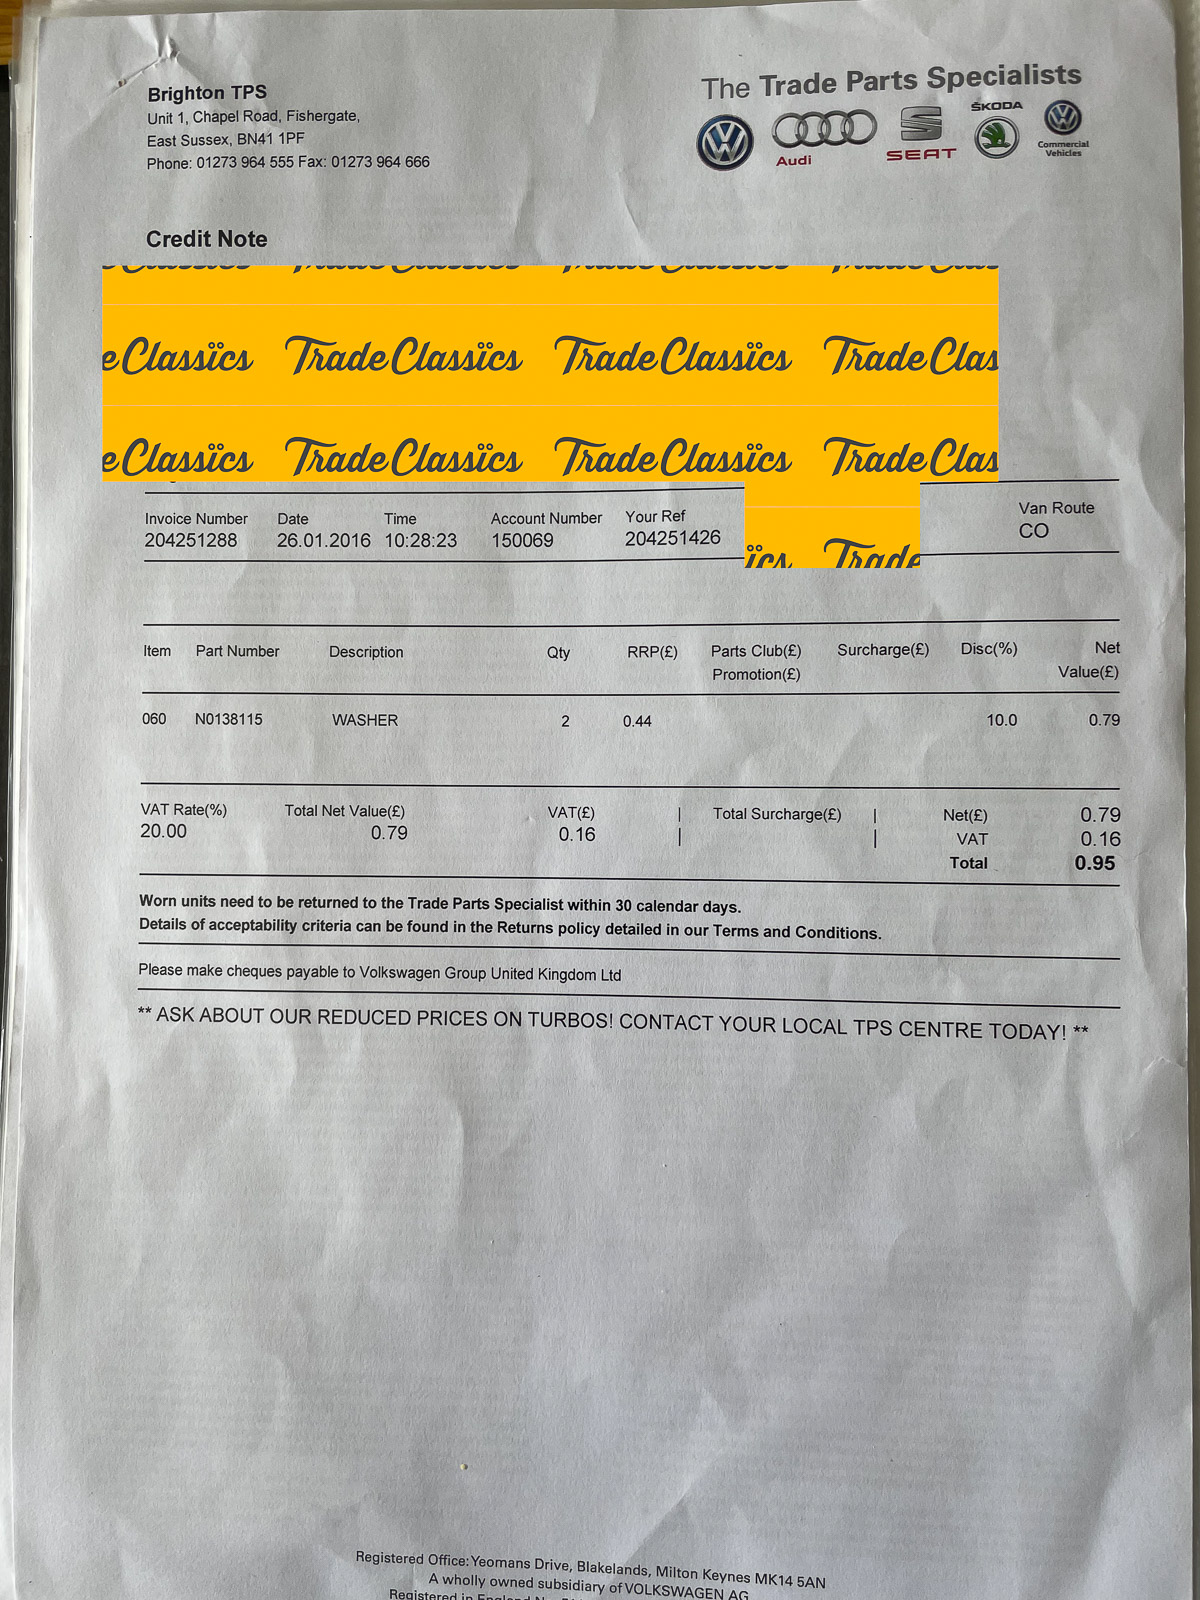 Brighton TPS
Unit 1, Chapel Road, Fishergate,
East Sussex, BN41 1PF
Phone: 01273 964 555 Fax: 01273 964 666
The Trade Parts Specialists
Audi
SEAT
ŠKODA
Commercial
Vehicles
Credit Note
e Classics Trade Classics Trade Classics Trade Clas
e Classics Trade Classics Trade Classics Trade Clas
ics Trade
Invoice Number Date Time Account Number Your Ref Van Route
204251288 26.01.2016 10:28:23 150069 204251426 CO
Item Part Number Description Qty RRP(£) Parts Club(£) Surcharge(£) Disc(%) Net
Promotion(£) Value(£)
060 N0138115 WASHER 2 0.44 10.0 0.79
VAT Rate(%) Total Net Value(£) VAT(£) | Total Surcharge(£) | Net(£) 0.79
20.00 0.79 0.16 | | VAT 0.16
Total 0.95
Worn units need to be returned to the Trade Parts Specialist within 30 calendar days.
Details of acceptability criteria can be found in the Returns policy detailed in our Terms and Conditions.
Please make cheques payable to Volkswagen Group United Kingdom Ltd
** ASK ABOUT OUR REDUCED PRICES ON TURBOS! CONTACT YOUR LOCAL TPS CENTRE TODAY! **
Registered Office: Yeomans Drive, Blakelands, Milton Keynes MK14 5AN
A wholly owned subsidiary of VOLKSWAGEN AG
Registered in England